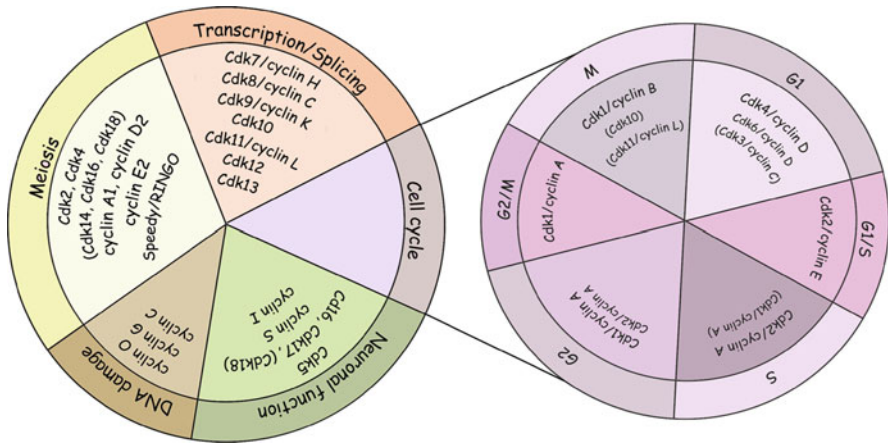 Transcription/Splicing
Cdk7/cyclin H
Cdk8/cyclin C
Cdk9/cyclin K
Cdk10
Cdk11/cyclin L
Cdk12
Cdk13
Cell cycle
Neuronal function
Cdk5
Cd16, Cdk17, (Cdk18)
cyclin S
cyclin I
DNA damage
cyclin O
cyclin G
cyclin C
Meiosis
Cdk2, Cdk4
(Cdk14, Cdk16, Cdk18)
cyclin A1, cyclin D2
cyclin E2
Speedy/RINGO
M
Cdk1/cyclin B
(Cdk10)
(Cdk11/cyclin L)
G1
Cdk4/cyclin D
Cdk6/cyclin D
(Cdk3/cyclin C)
G1/S
Cdk2/cyclin E
S
Cdk2/cyclin A
(Cdk1/cyclin A)
G2
Cdk1/cyclin A
Cdk2/cyclin A
G2/M
Cdk1/cyclin A